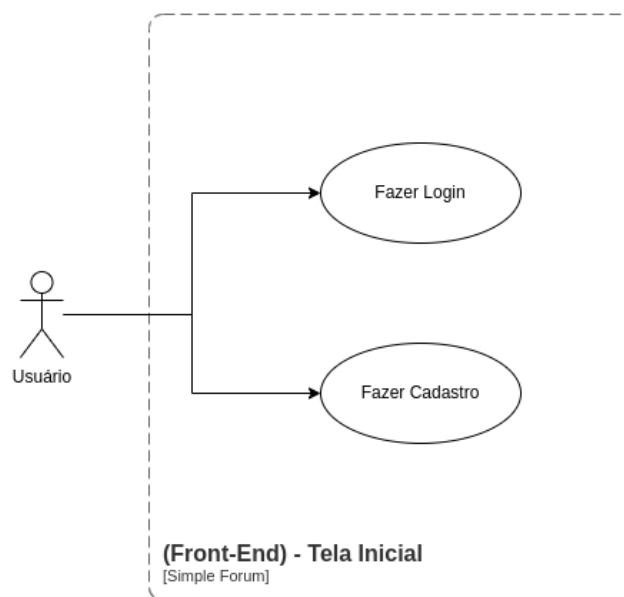 Fazer Login
Usuário
Fazer Cadastro
(Front-End) - Tela Inicial
[Simple Forum]